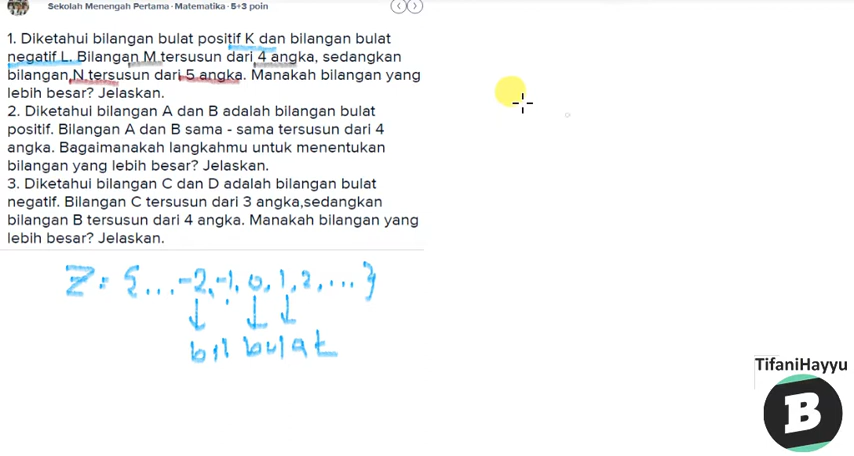 Sekolah Menengah Pertama · Matematika · 5+3 poin
1. Diketahui bilangan bulat positif K dan bilangan bulat
negatif L. Bilangan M tersusun dari 4 angka, sedangkan
bilangan N tersusun dari 5 angka. Manakah bilangan yang
lebih besar? Jelaskan.
2. Diketahui bilangan A dan B adalah bilangan bulat
positif. Bilangan A dan B sama - sama tersusun dari 4
angka. Bagaimanakah langkahmu untuk menentukan
bilangan yang lebih besar? Jelaskan.
3. Diketahui bilangan C dan D adalah bilangan bulat
negatif. Bilangan C tersusun dari 3 angka,sedangkan
bilangan B tersusun dari 4 angka. Manakah bilangan yang
lebih besar? Jelaskan.
Z = {... -2, -1, 0, 1, 2, ... }
↓ ↓ ↓
bil bulat
TifaniHayyu
B